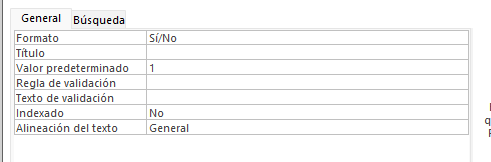 General Búsqueda
Formato Sí/No
Título
Valor predeterminado 1
Regla de validación
Texto de validación
Indexado No
Alineación del texto General